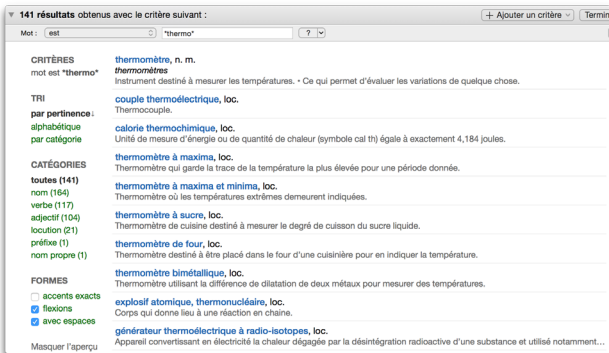 141 résultats obtenus avec le critère suivant :
+ Ajouter un critère
Termin
Mot : est *thermo* ?
CRITÈRES
mot est *thermo*
TRI
par pertinence↓
alphabétique
par catégorie
CATÉGORIES
toutes (141)
nom (164)
verbe (117)
adjectif (104)
locution (21)
préfixe (1)
nom propre (1)
FORMES
accents exacts
flexions
avec espaces
Masquer l'aperçu
thermomètre, n. m.
thermomètres
Instrument destiné à mesurer les températures. • Ce qui permet d'évaluer les variations de quelque chose.
couple thermoélectrique, loc.
Thermocouple.
calorie thermochimique, loc.
Unité de mesure d'énergie ou de quantité de chaleur (symbole cal th) égale à exactement 4,184 joules.
thermomètre à maxima, loc.
Thermomètre qui garde la trace de la température la plus élevée pour une période donnée.
thermomètre à maxima et minima, loc.
Thermomètre où les températures extrêmes demeurent indiquées.
thermomètre à sucre, loc.
Thermomètre de cuisine destiné à mesurer le degré de cuisson du sucre liquide.
thermomètre de four, loc.
Thermomètre destiné à être placé dans le four d'une cuisinière pour en indiquer la température.
thermomètre bimétallique, loc.
Thermomètre utilisant la différence de dilatation de deux métaux pour mesurer des températures.
explosif atomique, thermonucléaire, loc.
Corps qui donne lieu à une réaction en chaine.
générateur thermoélectrique à radio-isotopes, loc.
Appareil convertissant en électricité la chaleur dégagée par la désintégration radioactive d'une substance et utilisé notamment…